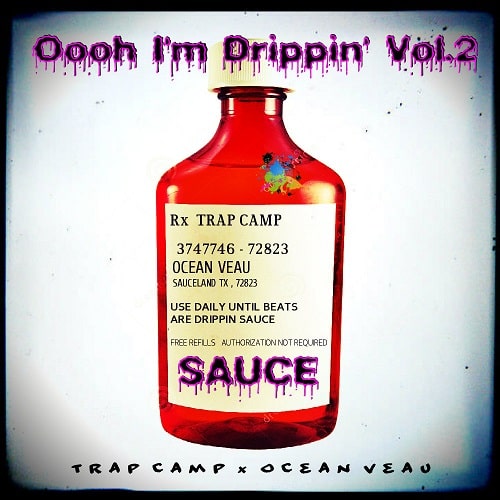 Oooh I'm Drippin' Vol.2
Rx TRAP CAMP
3747746 - 72823
OCEAN VEAU
SAUCELAND TX , 72823
USE DAILY UNTIL BEATS
ARE DRIPPIN SAUCE
FREE REFILLS AUTHORIZATION NOT REQUIRED
SAUCE
TRAP CAMP x OCEAN VEAU